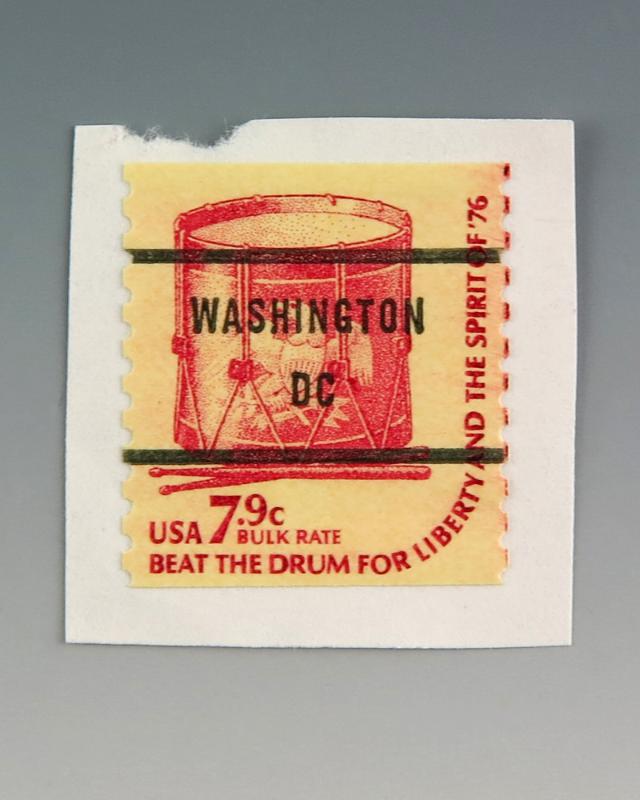 WASHINGTON
DC
USA 7.9c
BULK RATE
BEAT THE DRUM FOR LIBERTY AND THE SPIRIT OF '76